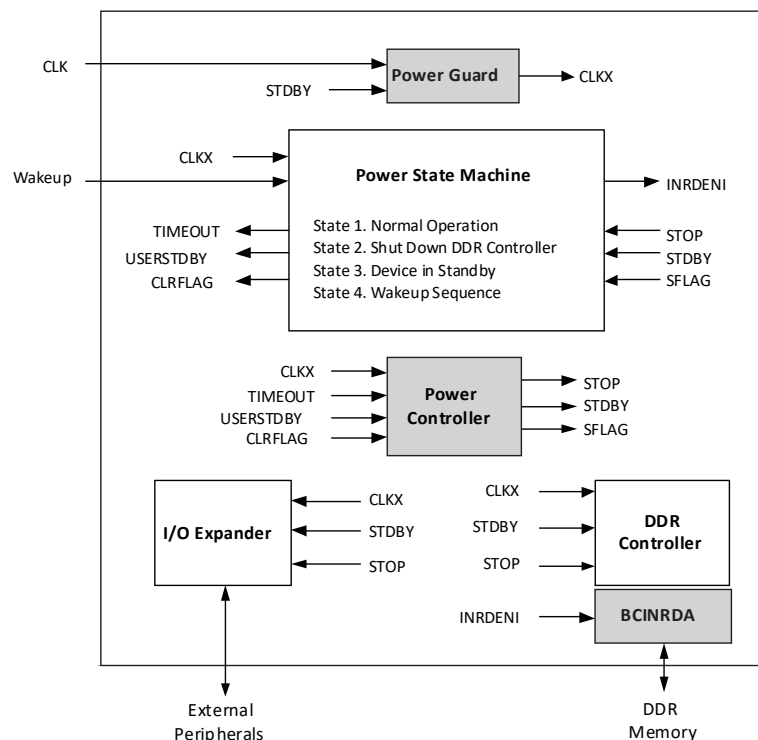 CLK
STDBY
Power Guard
CLKX
CLKX
Wakeup
Power State Machine
INRDENI
TIMEOUT
USERSTDBY
CLRFLAG
State 1. Normal Operation
State 2. Shut Down DDR Controller
State 3. Device in Standby
State 4. Wakeup Sequence
STOP
STDBY
SFLAG
CLKX
TIMEOUT
USERSTDBY
CLRFLAG
Power
Controller
STOP
STDBY
SFLAG
I/O Expander
CLKX
STDBY
STOP
CLKX
STDBY
STOP
DDR
Controller
INRDENI
BCINRDA
External
Peripherals
DDR
Memory